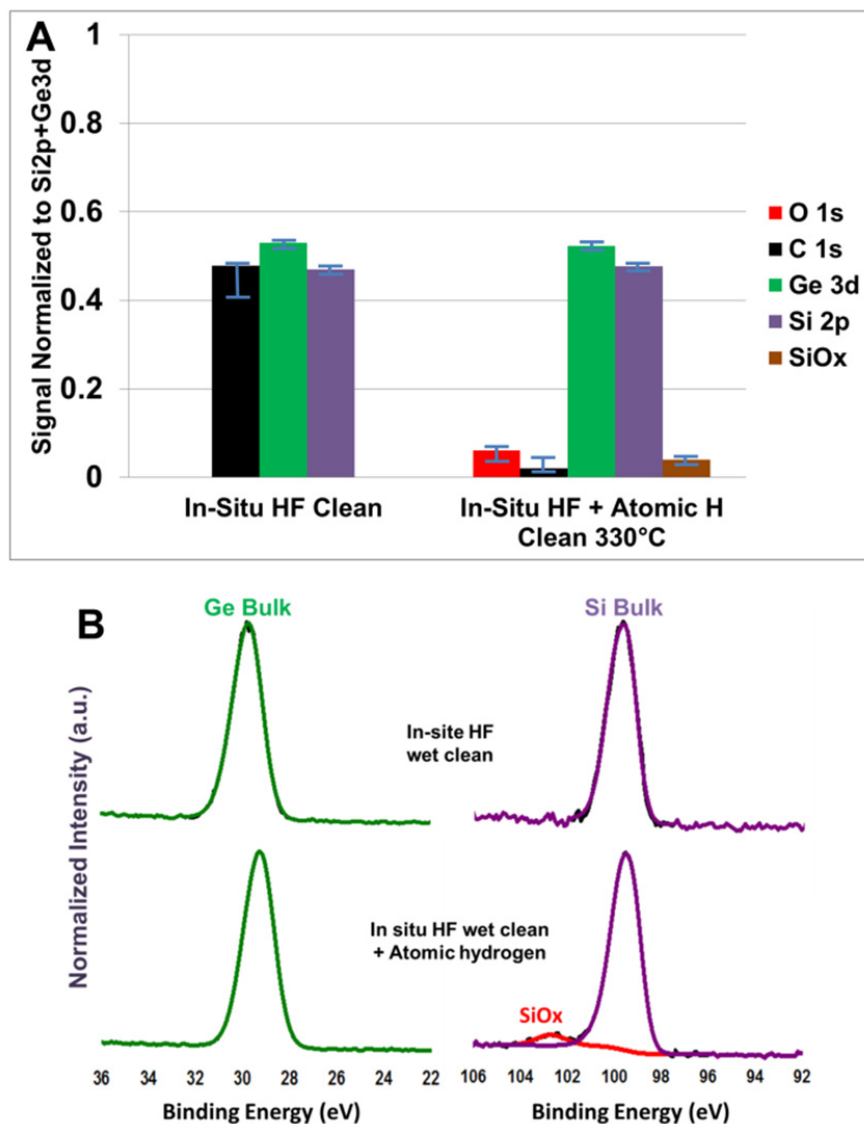 A
Signal Normalized to Si2p+Ge3d
1
0.8
0.6
0.4
0.2
0
In-Situ HF Clean
In-Situ HF + Atomic H
Clean 330°C
O 1s
C 1s
Ge 3d
Si 2p
SiOx
B
Ge Bulk
Si Bulk
Normalized Intensity (a.u.)
In-site HF
wet clean
In situ HF wet clean
+ Atomic hydrogen
SiOx
36 34 32 30 28 26 24 22
106 104 102 100 98 96 94 92
Binding Energy (eV)
Binding Energy (eV)